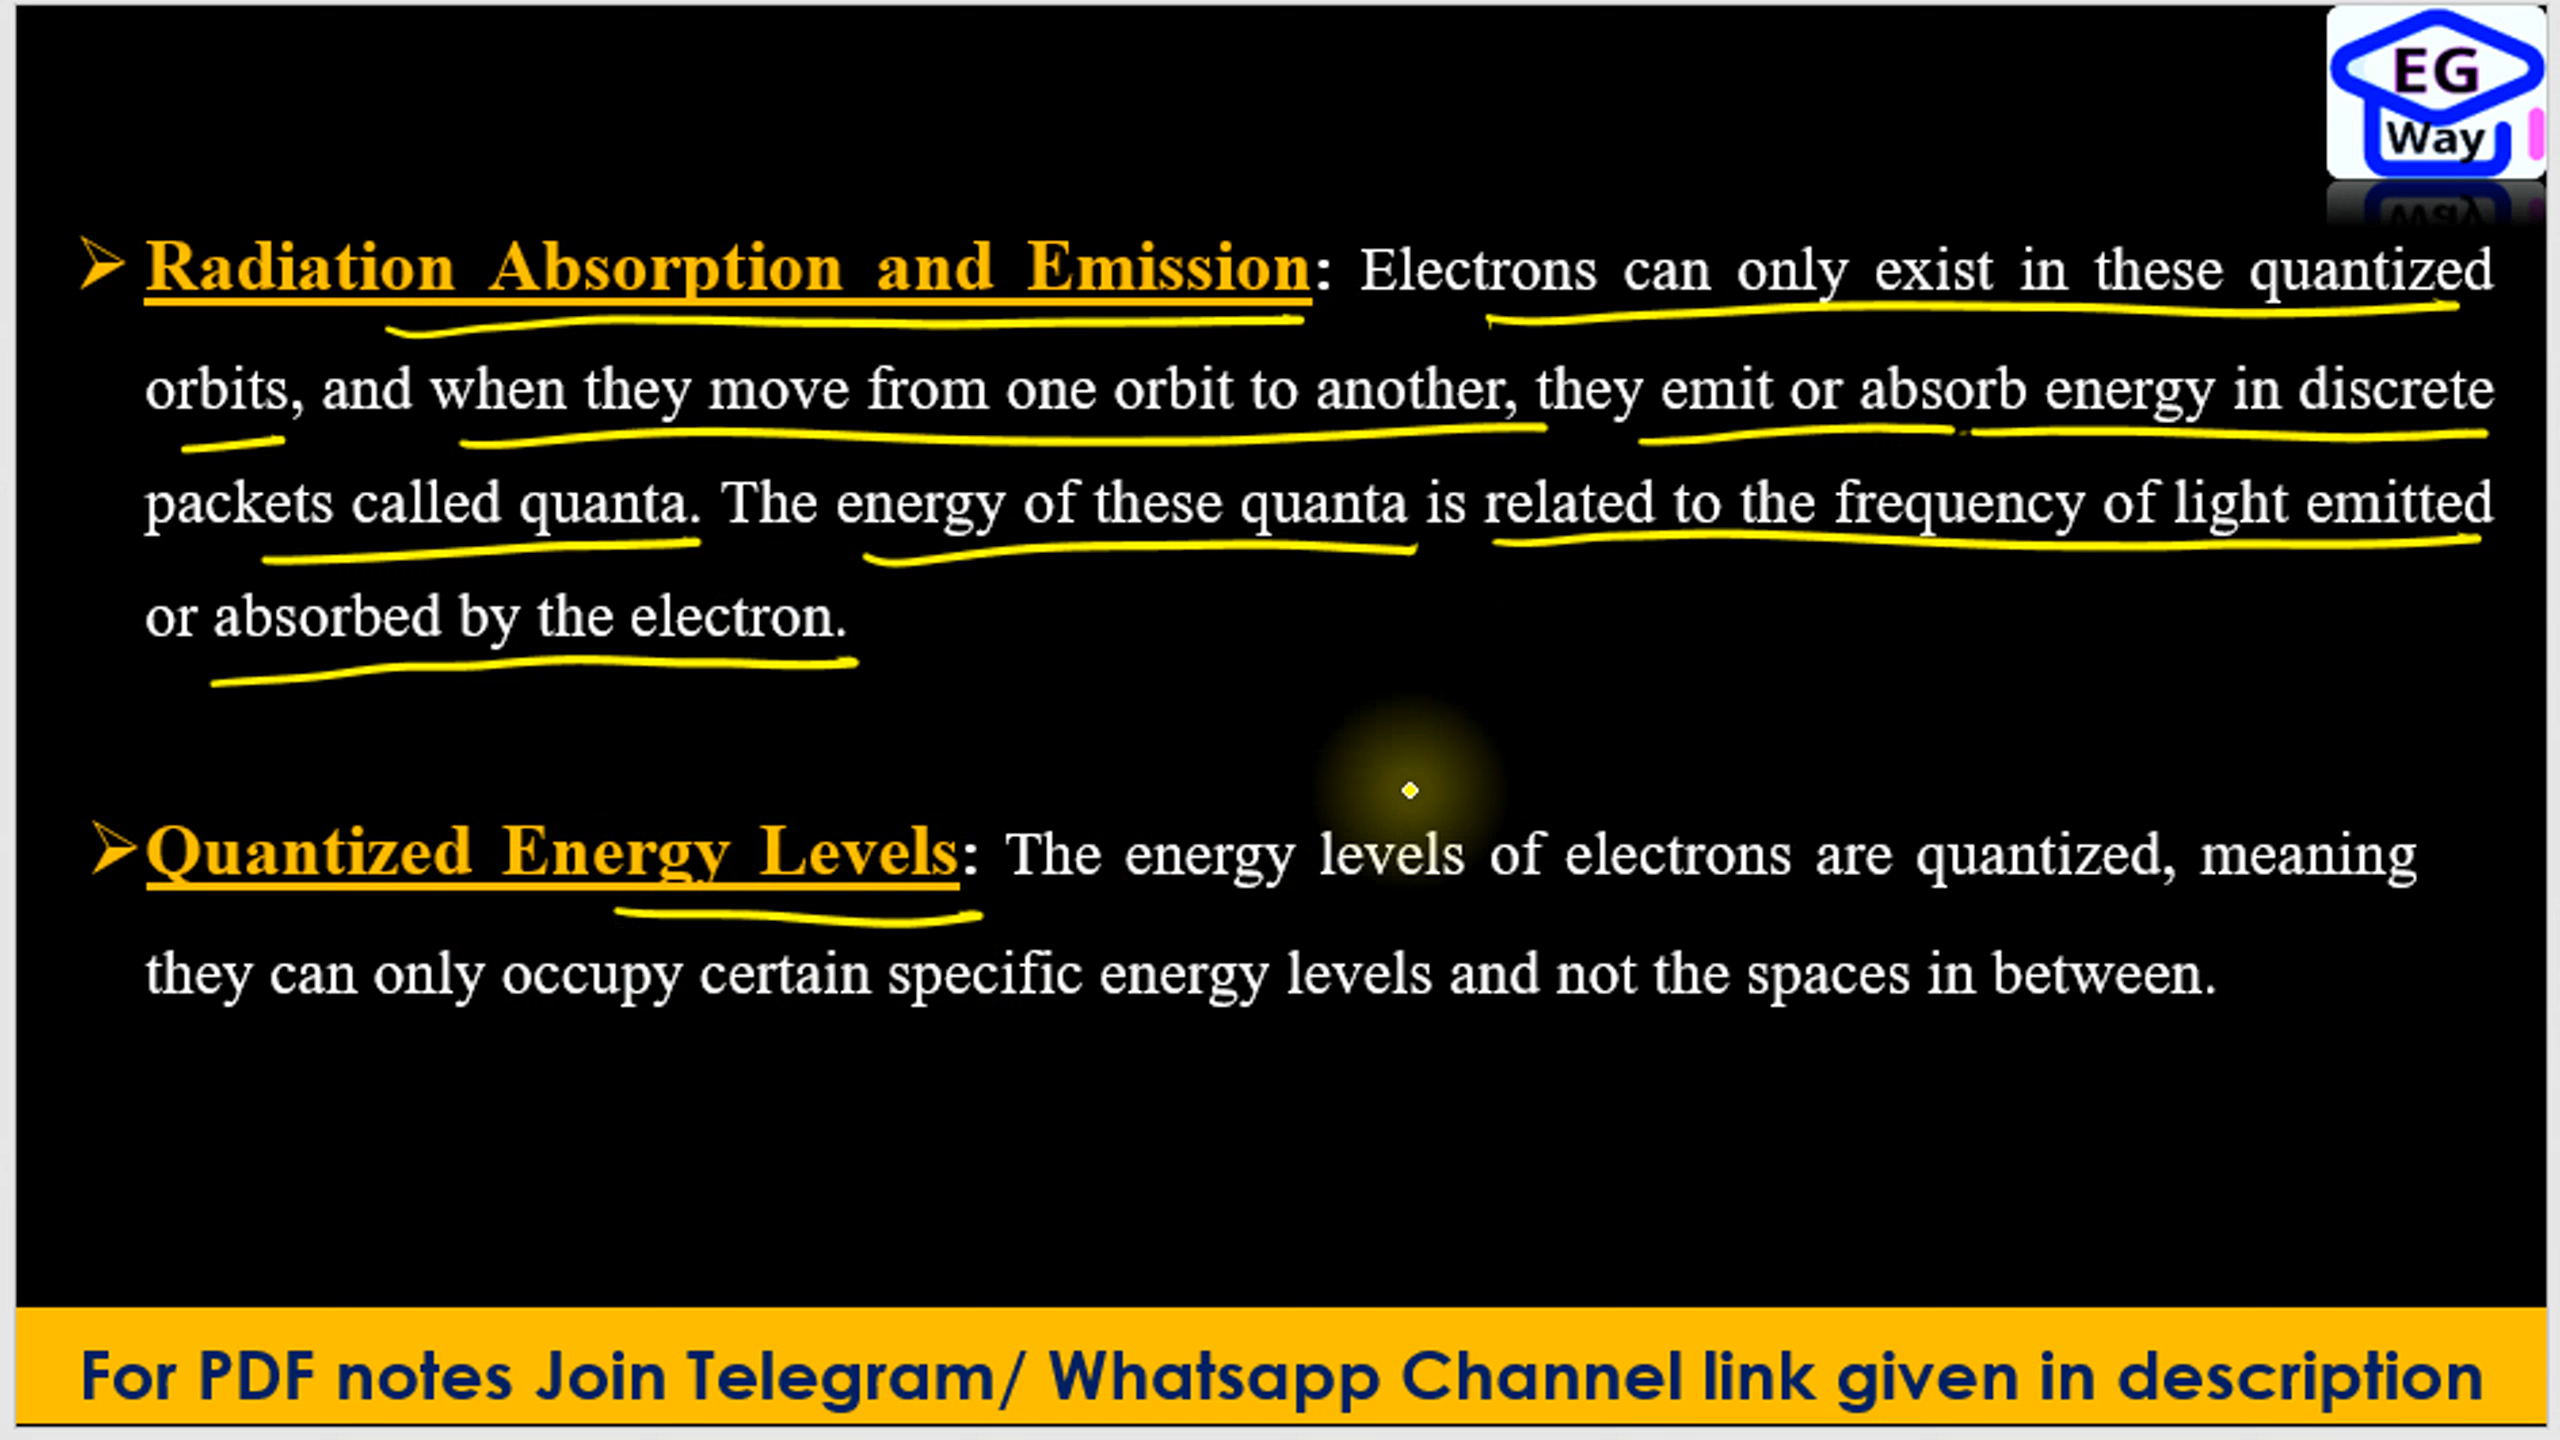 EG
Way
➢ Radiation Absorption and Emission: Electrons can only exist in these quantized
orbits, and when they move from one orbit to another, they emit or absorb energy in discrete
packets called quanta. The energy of these quanta is related to the frequency of light emitted
or absorbed by the electron.
➢ Quantized Energy Levels: The energy levels of electrons are quantized, meaning
they can only occupy certain specific energy levels and not the spaces in between.
For PDF notes Join Telegram/ Whatsapp Channel link given in description